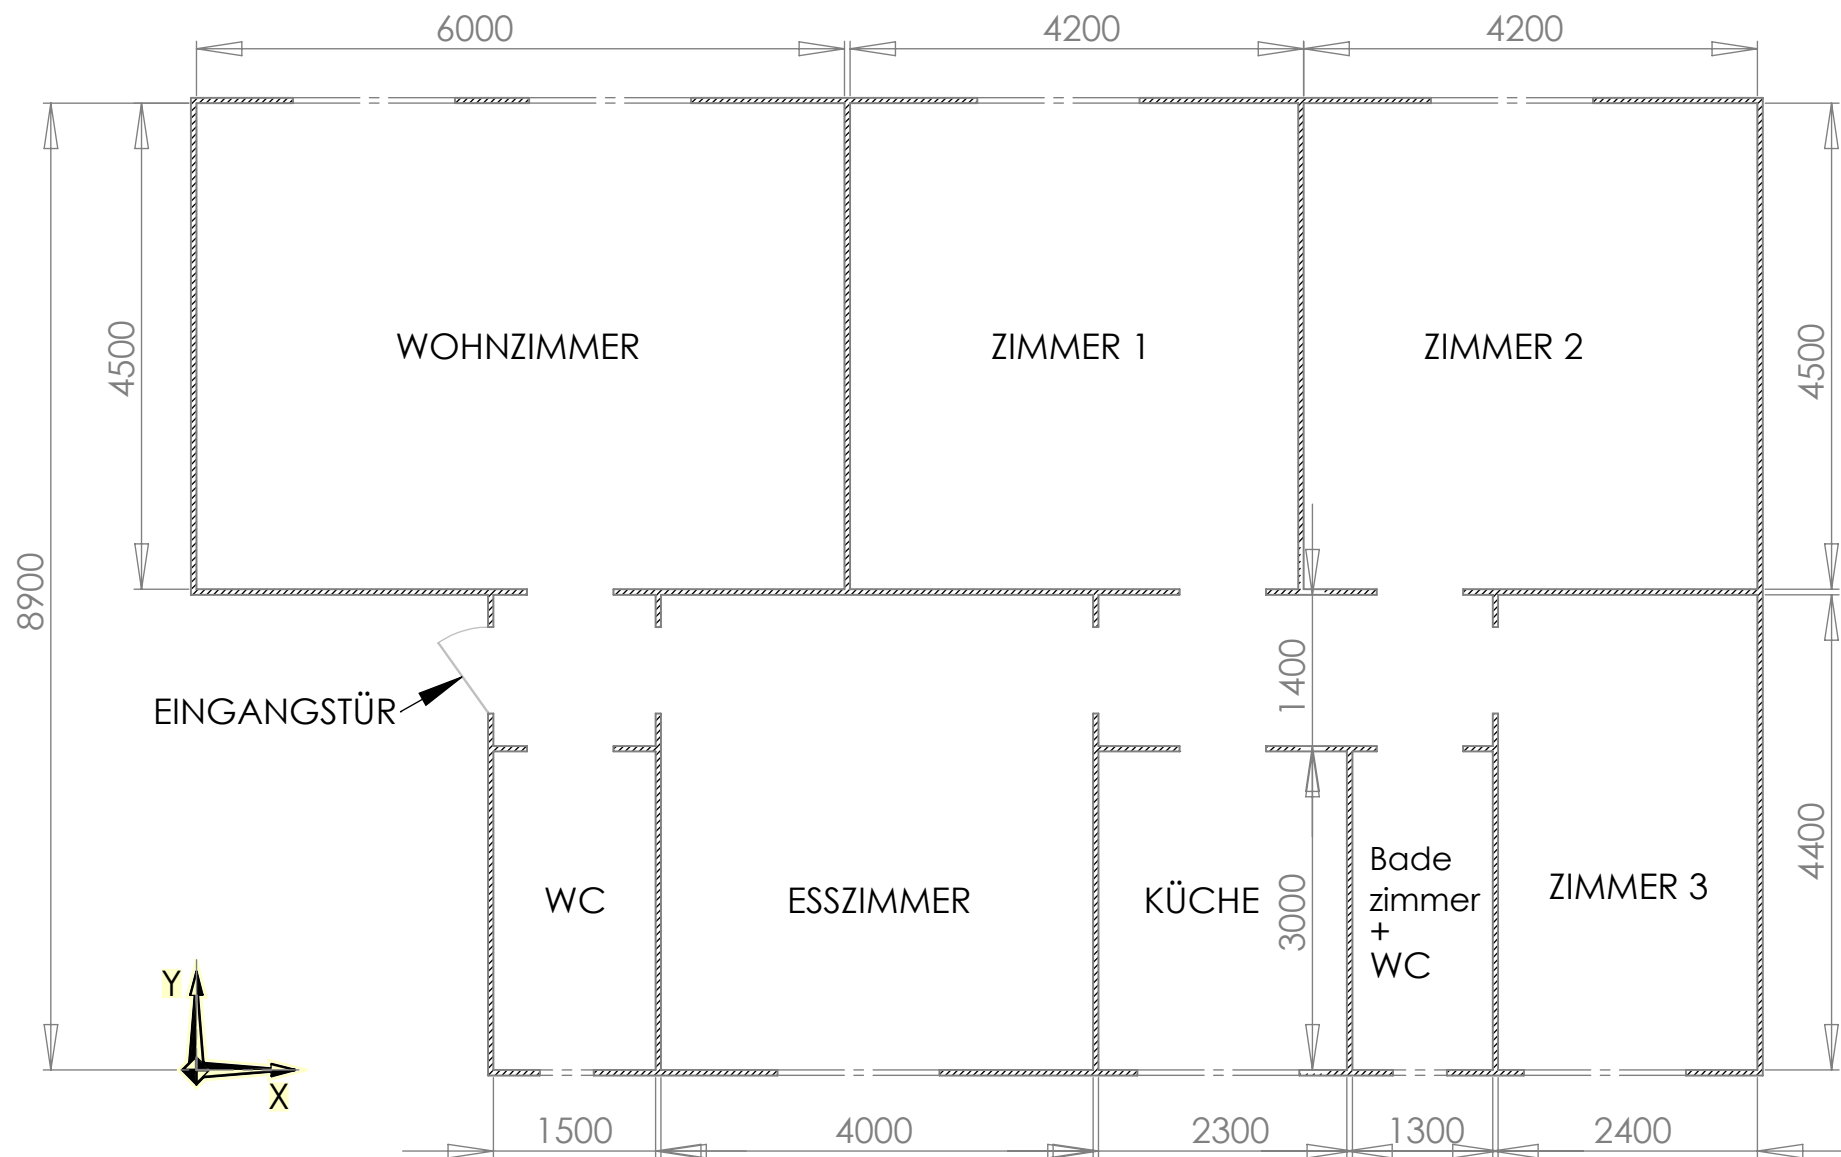 6000
4200
4200
4500
WOHNZIMMER
ZIMMER 1
ZIMMER 2
4500
8900
EINGANGSTÜR
1400
4400
WC
ESSZIMMER
KÜCHE
3000
Bade
zimmer
+
WC
ZIMMER 3
Y
X
1500
4000
2300
1300
2400